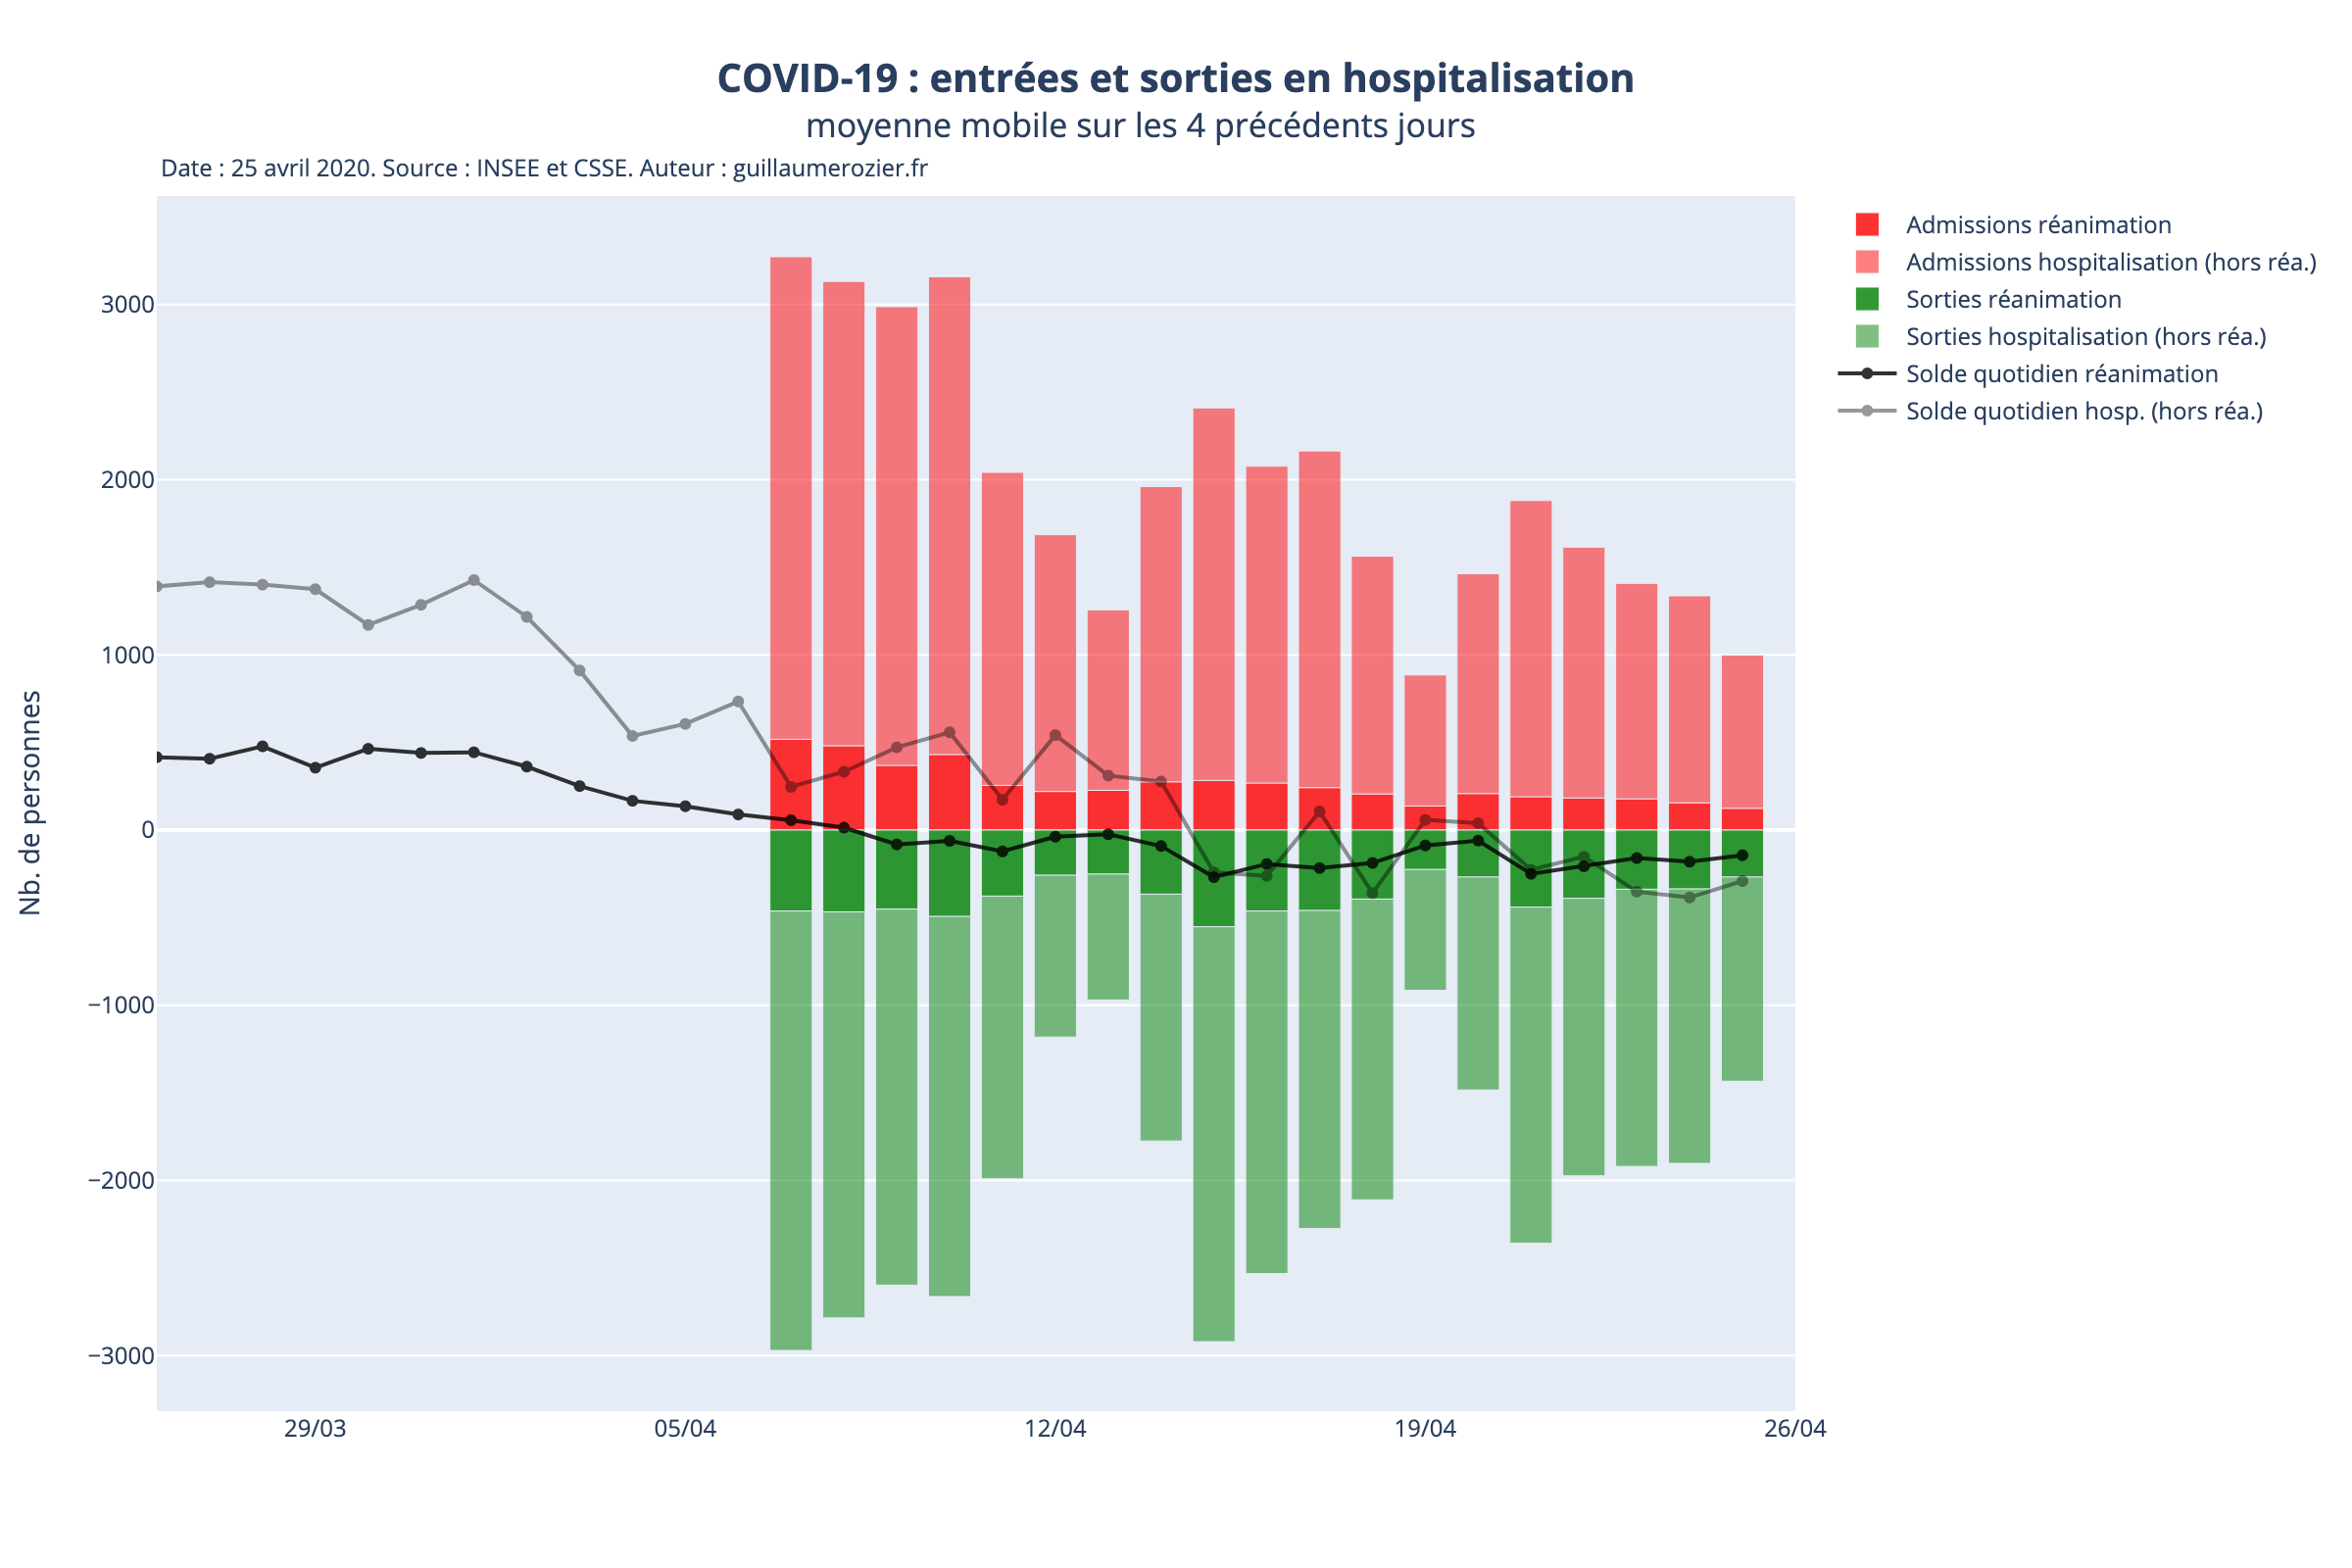 COVID-19 : entrées et sorties en hospitalisation
moyenne mobile sur les 4 précédents jours
Date : 25 avril 2020. Source : INSEE et CSSE. Auteur : guillaumerozier.fr
Admissions réanimation
Admissions hospitalisation (hors réa.)
Sorties réanimation
Sorties hospitalisation (hors réa.)
Solde quotidien réanimation
Solde quotidien hosp. (hors réa.)
Nb. de personnes
3000
2000
1000
0
−1000
−2000
−3000
29/03
05/04
12/04
19/04
26/04